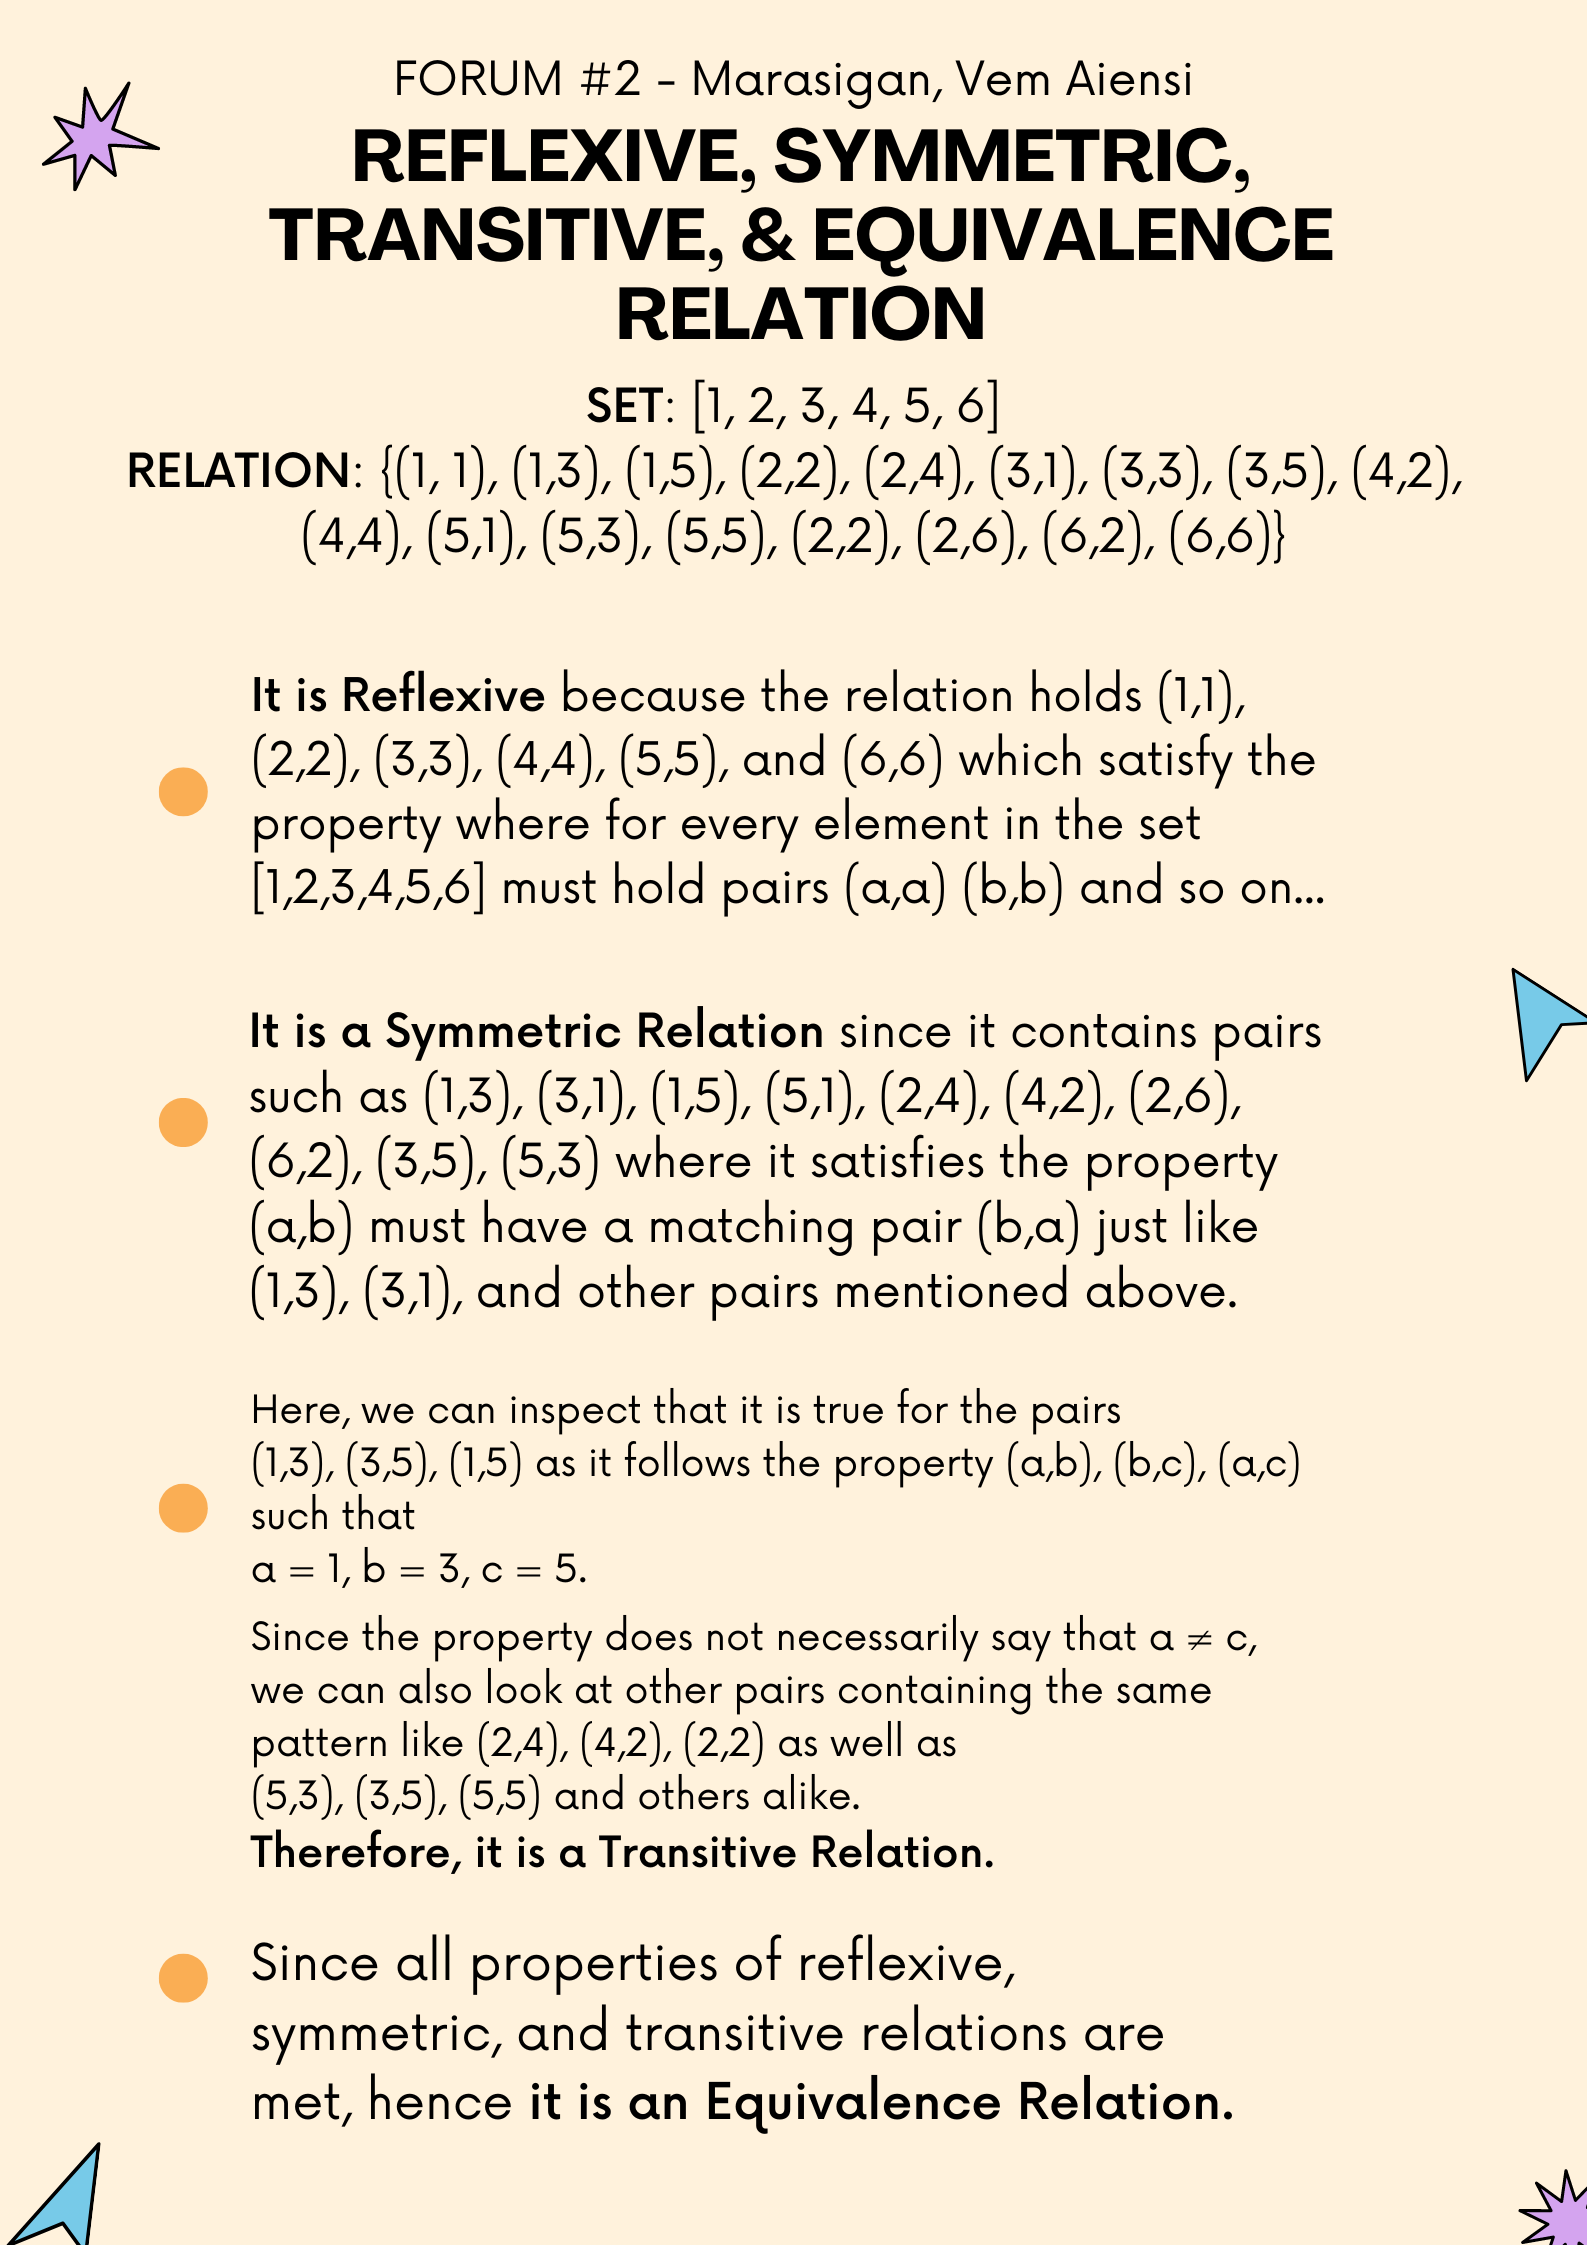 FORUM #2 - Marasigan, Vem Aiensi
REFLEXIVE, SYMMETRIC,
TRANSITIVE, & EQUIVALENCE
RELATION
SET: [1, 2, 3, 4, 5, 6]
RELATION: {(1, 1), (1,3), (1,5), (2,2), (2,4), (3,1), (3,3), (3,5), (4,2),
(4,4), (5,1), (5,3), (5,5), (2,2), (2,6), (6,2), (6,6)}
It is Reflexive because the relation holds (1,1),
(2,2), (3,3), (4,4), (5,5), and (6,6) which satisfy the
property where for every element in the set
[1,2,3,4,5,6] must hold pairs (a,a) (b,b) and so on...
It is a Symmetric Relation since it contains pairs
such as (1,3), (3,1), (1,5), (5,1), (2,4), (4,2), (2,6),
(6,2), (3,5), (5,3) where it satisfies the property
(a,b) must have a matching pair (b,a) just like
(1,3), (3,1), and other pairs mentioned above.
Here, we can inspect that it is true for the pairs
(1,3), (3,5), (1,5) as it follows the property (a,b), (b,c), (a,c)
such that
a = 1, b = 3, c = 5.
Since the property does not necessarily say that a ≠ c,
we can also look at other pairs containing the same
pattern like (2,4), (4,2), (2,2) as well as
(5,3), (3,5), (5,5) and others alike.
Therefore, it is a Transitive Relation.
Since all properties of reflexive,
symmetric, and transitive relations are
met, hence it is an Equivalence Relation.